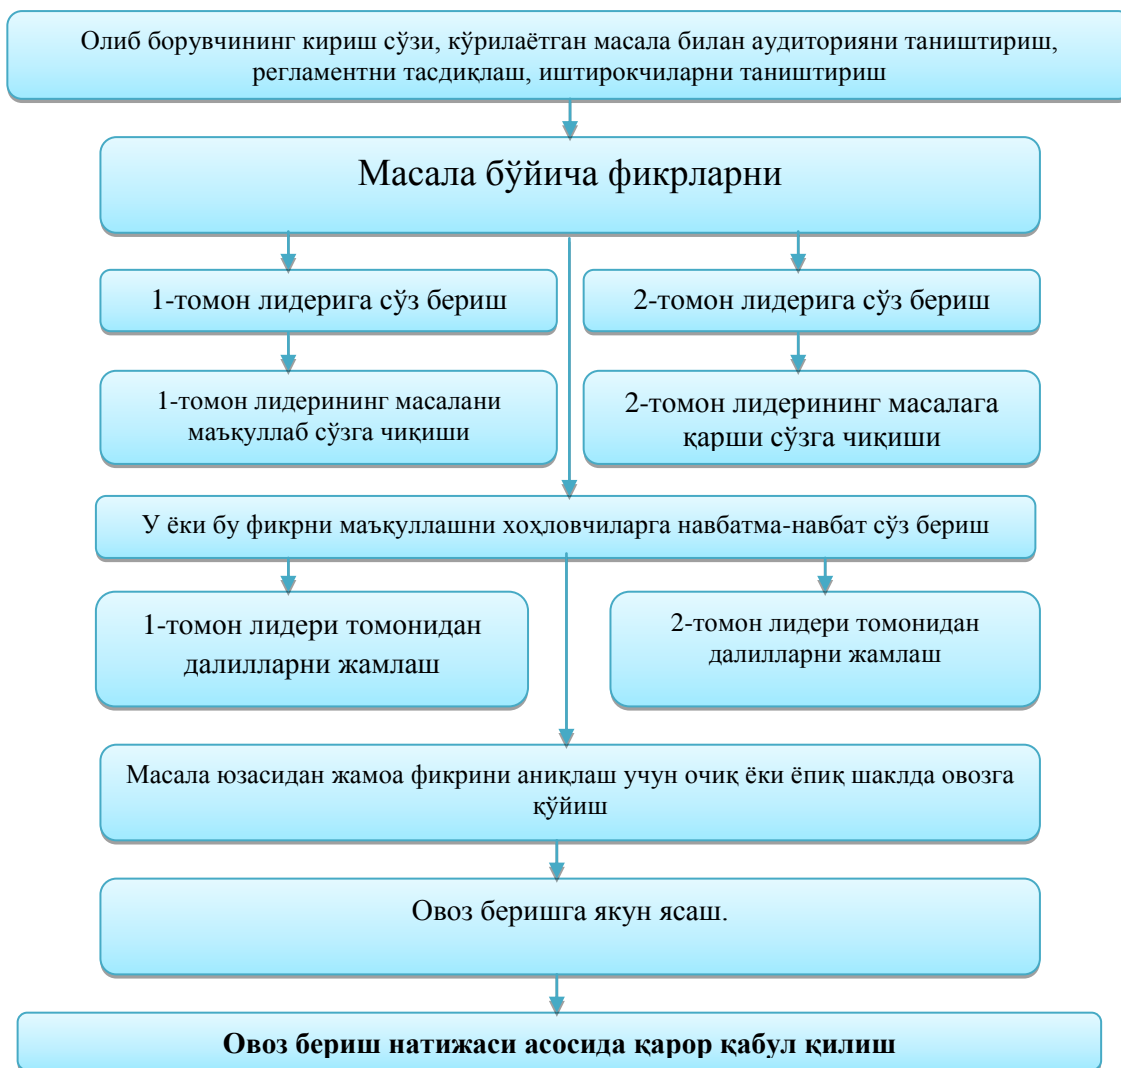 Олиб борувчининг кириш сўзи, кўрилаётган масала билан аудиторияни таништириш,
регламентни тасдиқлаш, иштирокчиларни таништириш
Масала бўйича фикрларни
1-томон лидерига сўз бериш
2-томон лидерига сўз бериш
1-томон лидерининг масалани
маъқуллаб сўзга чиқиши
2-томон лидерининг масалага
қарши сўзга чиқиши
У ёки бу фикрни маъқуллашни хоҳловчиларга навбатма-навбат сўз бериш
1-томон лидери томонидан
далилларни жамлаш
2-томон лидери томонидан
далилларни жамлаш
Масала юзасидан жамоа фикрини аниқлаш учун очиқ ёки ёпиқ шаклда овозга
қўйиш
Овоз беришга якун ясаш.
Овоз бериш натижаси асосида қарор қабул қилиш